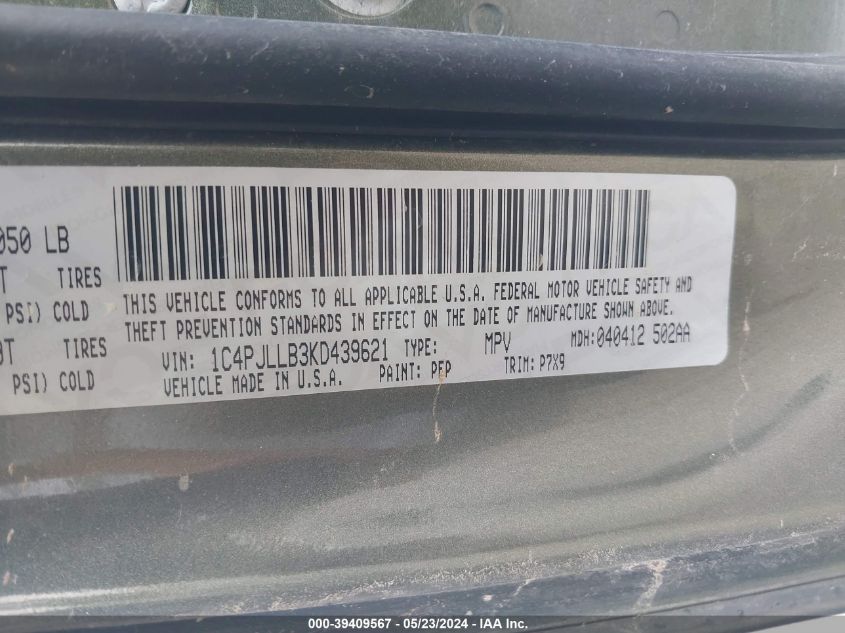 050 LB
T TIRES
PSI) COLD
THIS VEHICLE CONFORMS TO ALL APPLICABLE U.S.A. FEDERAL MOTOR VEHICLE SAFETY AND
THEFT PREVENTION STANDARDS IN EFFECT ON THE DATE OF MANUFACTURE SHOWN ABOVE.
0T TIRES
PSI) COLD
VIN: 1C4PJLLB3KD439621 TYPE: MPV MDH:040412 502AA
VEHICLE MADE IN U.S.A. PAINT: PFP TRIM: P7X9
000-39409567 - 05/23/2024 - IAA Inc.